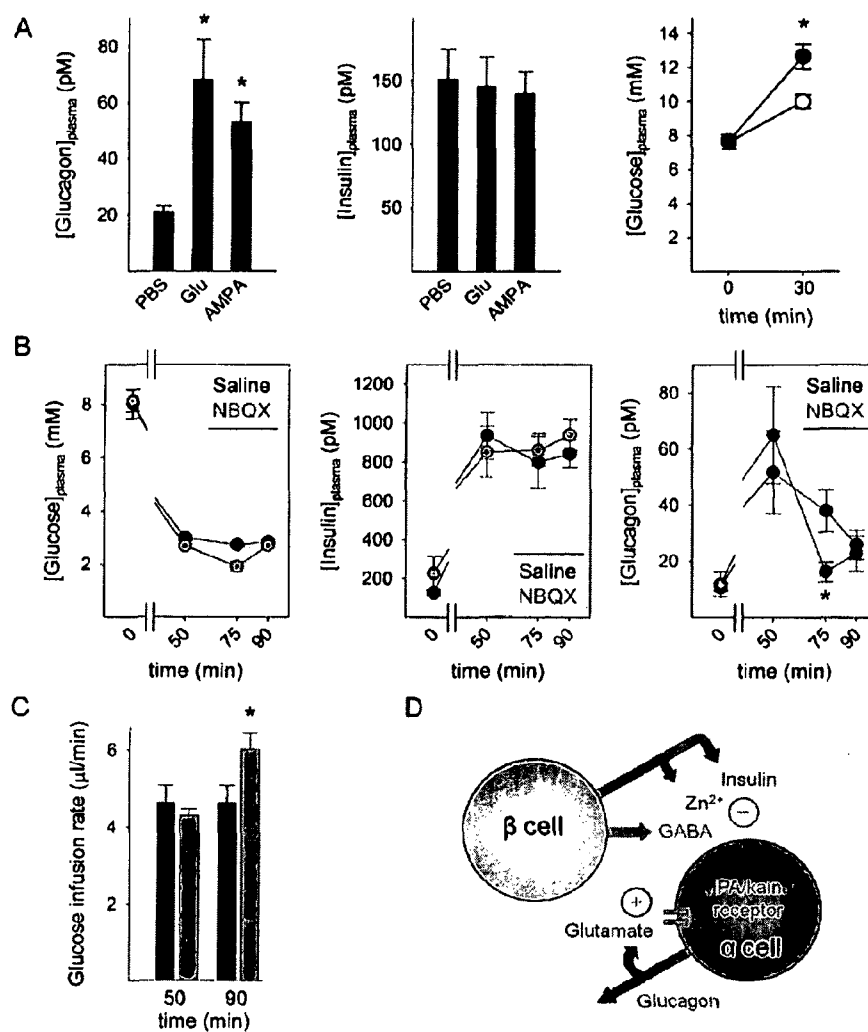 A
[Glucagon]plasma (pM)
80
60
40
20
*
*
PBS
Glu
AMPA
[Insulin]plasma (pM)
150
100
50
PBS
Glu
AMPA
[Glucose]plasma (mM)
14
12
10
8
6
4
2
*
0
30
time (min)
B
[Glucose]plasma (mM)
8
6
4
2
Saline
NBQX
0
50
75
90
time (min)
[Insulin]plasma (pM)
1200
1000
800
600
400
200
Saline
NBQX
0
50
75
90
time (min)
[Glucagon]plasma (pM)
80
60
40
20
Saline
NBQX
*
0
50
75
90
time (min)
C
Glucose infusion rate (µl/min)
6
4
2
*
50
90
time (min)
D
β cell
Insulin
Zn²⁺
−
GABA
PA/kain
receptor
α cell
+
Glutamate
Glucagon